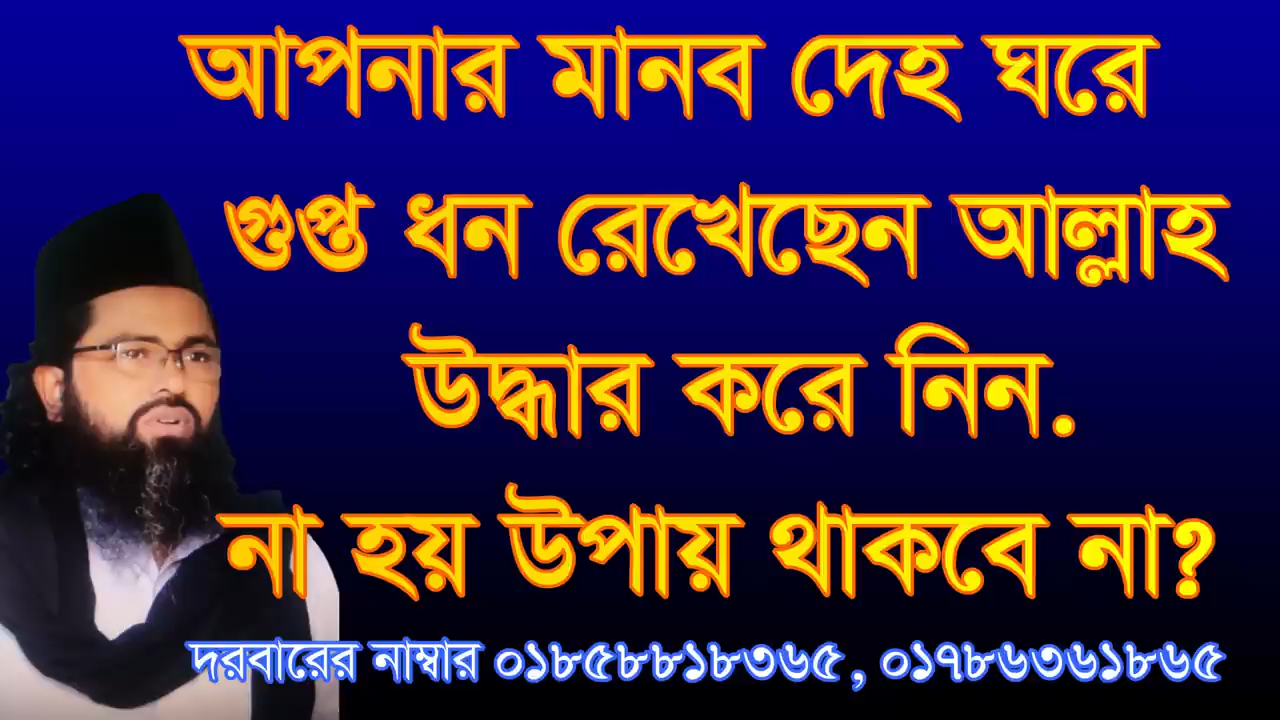 আপনার মানব দেহ ঘরে
গুপ্ত ধন রেখেছেন আল্লাহ
উদ্ধার করে নিন.
না হয় উপায় থাকবে না?
দরবারের নাম্বার ০১৮৫৮৮১৮৩৬৫, ০১৭৮৬৩৬১৮৬৫